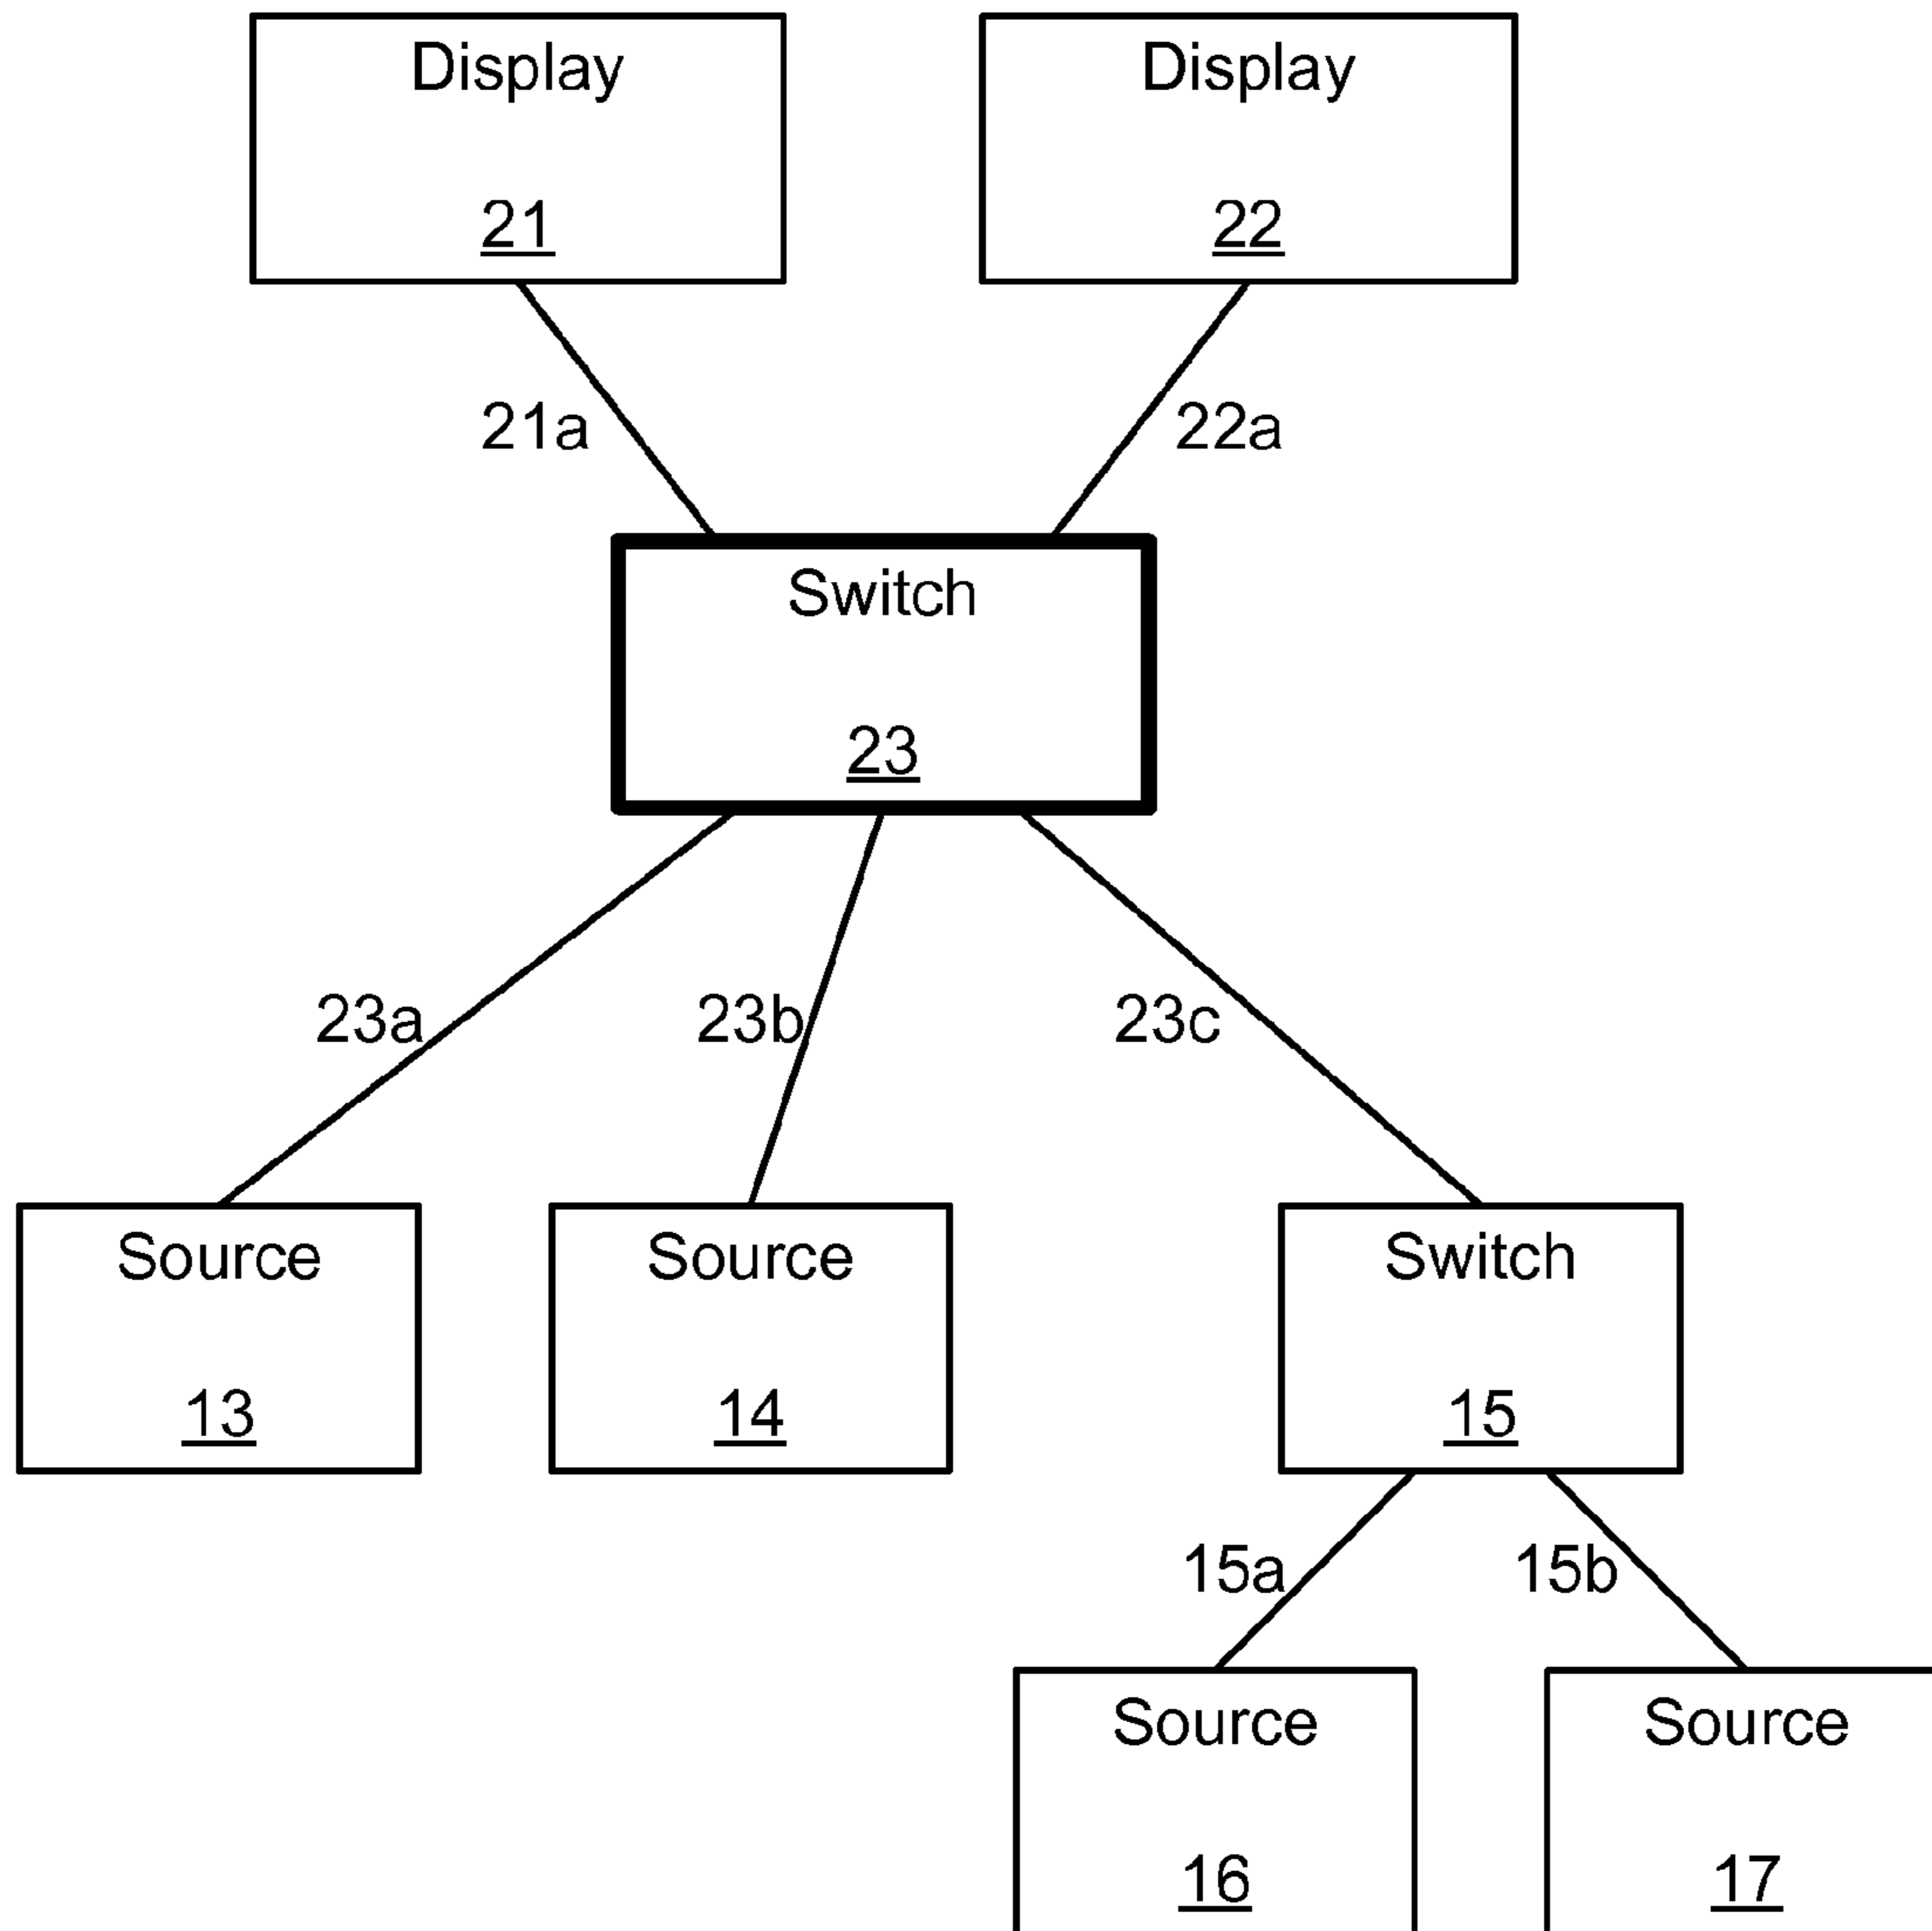 Display
21
Display
22
21a
22a
Switch
23
23a
23b
23c
Source
13
Source
14
Switch
15
15a
15b
Source
16
Source
17